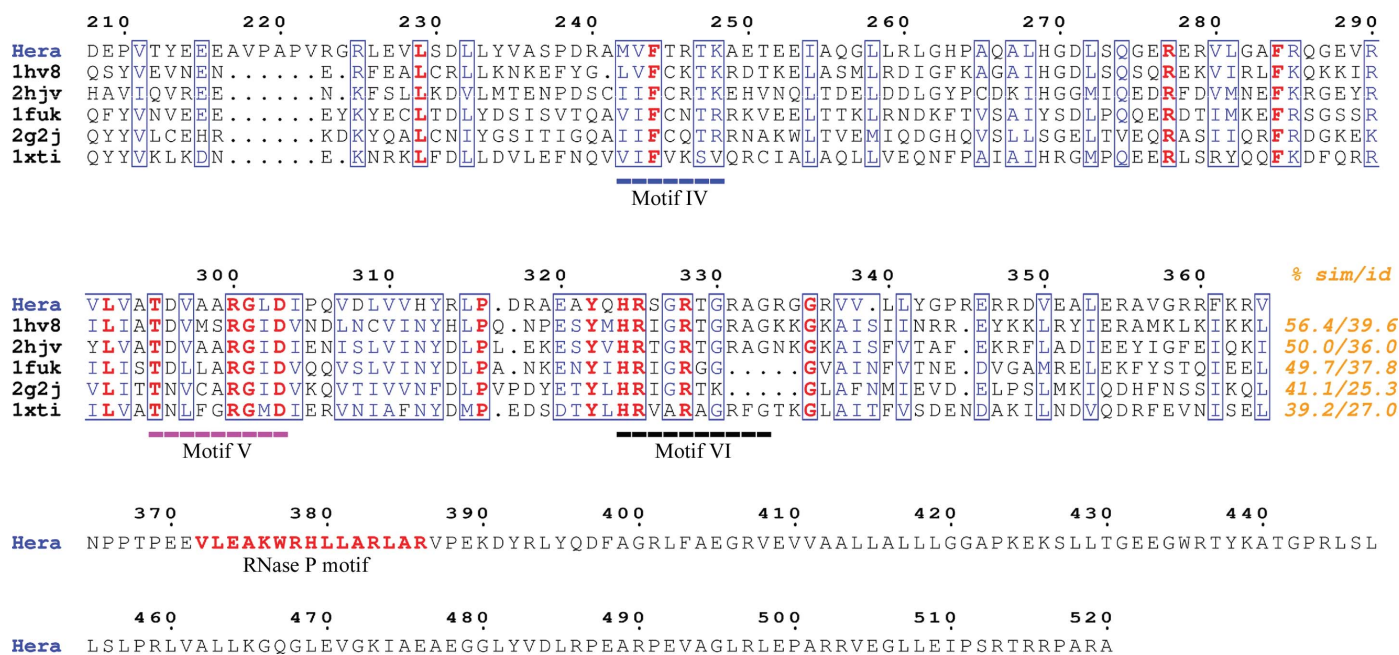 210 220 230 240 250 260 270 280 290
Hera DEPVTYEEEAVPAPVRGRLEVLSDLLYVASPDRAMVFTRTKAETEEIAQGLLRLGHPAQALHGDLSQGERERVLGAFRQGEVR
1hv8 QSYVEVNEN......E.RFEALCRLLKNKEFYG.LVFCKTKRDTKELASMLRDIGFKAGAIHGDLSQSQREKVIRLFKQKKIR
2hjv HAVIQVREE......N.KFSLLKDVLMTENPDSCIIFCRTKEHVNQLTDELDDLGYPCDKIHGGMIQEDRFDVMNEFKRGEYR
1fuk QFYVNVEEE......EYKYECLTDLYDSISVTQAVIFCNTRRKVEELTTKLRNDKFTVSAIYSDLPQQERDTIMKEFRSGSSR
2g2j QYYVLCEHR......KDKYQALCNIYGSITIGQAIIFCQTRRNAKWLTVEMIQDGHQVSLLSGELTVEQRASIIQRFRDGKEK
1xti QYYVKLKDN......E.KNRKLFDLLDVLEFNQVVIFVKSVQRCIALAQLLVEQNFPAIAIHRGMPQEERLSRYQQFKDFQRR
Motif IV
300 310 320 330 340 350 360 % sim/id
Hera VLVATDVAARGLDIPQVDLVVHYRLP.DRAEAYQHRSGRTGRAGRGGRVV.LLYGPRERRDVEALERAVGRRFKRV
1hv8 ILIATDVMSRGIDVNDLNCVINYHLPQ.NPESYMHRIGRTGRAGKKGKAISIINRR.EYKKLRYIERAMKLKIKKL 56.4/39.6
2hjv YLVATDVAARGIDIENISLVINYDLPL.EKESYVHRTGRTGRAGNKGKAISFVTAF.EKRFLADIEEYIGFEIQKI 50.0/36.0
1fuk ILISTDLLARGIDVQQVSLVINYDLPA.NKENYIHRIGRGG.....GVAINFVTNE.DVGAMRELEKFYSTQIEEL 49.7/37.8
2g2j VLITTNVCARGIDVKQVTIVVNFDLPVPDYETYLHRIGRTK.....GLAFNMIEVD.ELPSLMKIQDHFNSSIKQL 41.1/25.3
1xti ILVATNLFGRGMDIERVNIAFNYDMPEDSDTYLHRVARAGRFGTKGLAITFVSDENDAKILNDVQDRFEVNISEL 39.2/27.0
Motif V Motif VI
370 380 390 400 410 420 430 440
Hera NPPTPEEVLEAKWRHLLARLARVPEKDYRLYQDFAGRLFAEGRVEVVAALLALLLGGAPKEKSLLTGEEGWRTYKATGPRLSL
RNase P motif
460 470 480 490 500 510 520
Hera LSLPRLVALLKGQGLEVGKIAEAEGGLYVDLRPEARPEVAGLRLEPARRVEGLLEIPSRTRRPARA